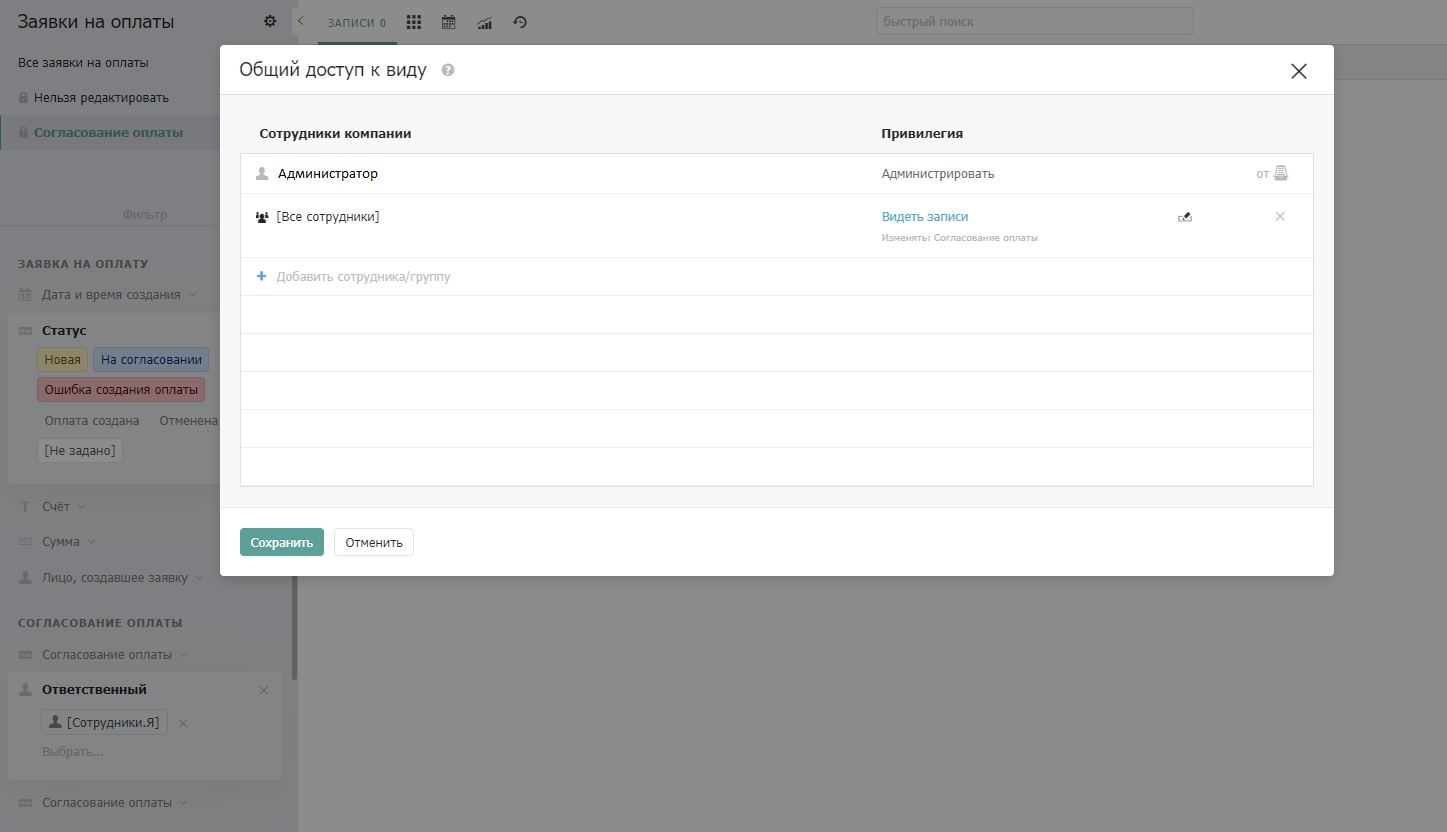 Заявки на оплаты
ЗАПИСИ 0
быстрый поиск
Все заявки на оплаты
Нельзя редактировать
Согласование оплаты
Фильтр
ЗАЯВКА НА ОПЛАТУ
Дата и время создания
Статус
Новая На согласовании
Ошибка создания оплаты
Оплата создана Отменена
[Не задано]
Счёт
Сумма
Лицо, создавшее заявку
СОГЛАСОВАНИЕ ОПЛАТЫ
Согласование оплаты
Ответственный
[Сотрудники.Я]
Выбрать...
Согласование оплаты
Общий доступ к виду ?
Сотрудники компании Привилегия
Администратор Администрировать от
[Все сотрудники] Видеть записи
Изменять: Согласование оплаты
+ Добавить сотрудника/группу
Сохранить Отменить